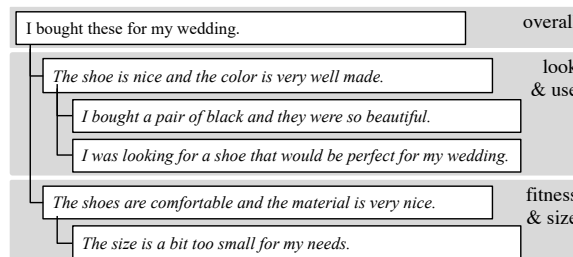 I bought these for my wedding.
overal
The shoe is nice and the color is very well made.
look
& use
I bought a pair of black and they were so beautiful.
I was looking for a shoe that would be perfect for my wedding.
The shoes are comfortable and the material is very nice.
fitness
& size
The size is a bit too small for my needs.